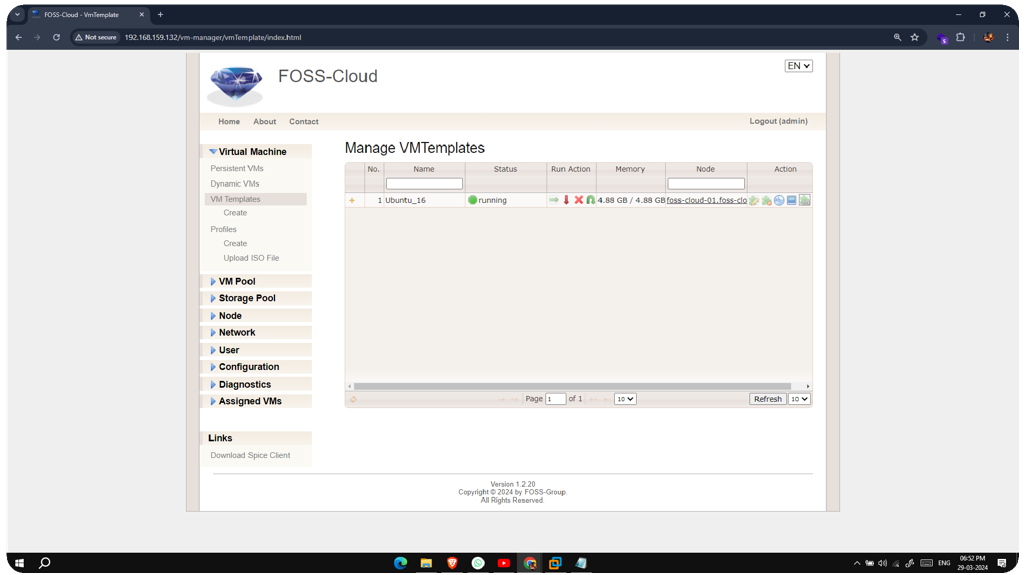 FOSS-Cloud - VmTemplate
Not secure 192.168.159.132/vm-manager/vmTemplate/index.html
FOSS-Cloud
EN
Home About Contact Logout (admin)
Virtual Machine
Persistent VMs
Dynamic VMs
VM Templates
Create
Profiles
Create
Upload ISO File
VM Pool
Storage Pool
Node
Network
User
Configuration
Diagnostics
Assigned VMs
Links
Download Spice Client
Manage VMTemplates
No. Name Status Run Action Memory Node Action
1 Ubuntu_16 running 4.88 GB / 4.88 GB foss-cloud-01.foss-clo
Page 1 of 1 10 Refresh 10
Version 1.2.20
Copyright © 2024 by FOSS-Group.
All Rights Reserved.
ENG
06:52 PM
29-03-2024